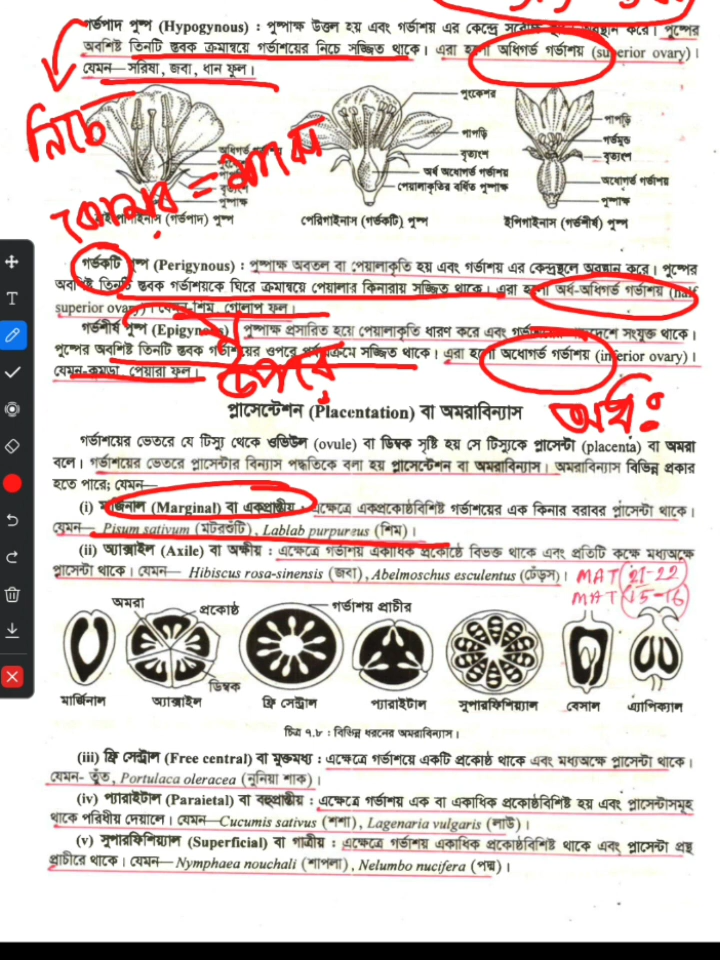 গর্ভপাদ পুষ্প (Hypogynous) : পুষ্পাক্ষ উত্তল হয় এবং গর্ভাশয় এর কেন্দ্রে করে। পুষ্পের
অবশিষ্ট তিনটি স্তবক ক্রমান্বয়ে গর্ভাশয়ের নিচে সজ্জিত থাকে। এরা হলো অধিগর্ভ গর্ভাশয় (superior ovary)।
যেমন— সরিষা, জবা, ধান ফুল।
নিচে
পুংকেশর
পাপড়ি
বৃত্যংশ
অর্ধ অধোগর্ভ গর্ভাশয়
পেয়ালাকৃতির বর্ধিত পুষ্পাক্ষ
পাপড়ি
গর্ভমুন্ড
বৃত্যংশ
অধোগর্ভ গর্ভাশয়
পুষ্পাক্ষ
অধিগর্ভ
পুষ্পাক্ষ
কোমর =
(গর্ভপাদ) পুষ্প
পেরিগাইনাস (গর্ভকটি) পুষ্প
ইপিগাইনাস (গর্ভশীর্ষ) পুষ্প
গর্ভকটি পুষ্প (Perigynous) : পুষ্পাক্ষ অবতল বা পেয়ালাকৃতি হয় এবং গর্ভাশয় এর কেন্দ্রস্থলে অবস্থান করে। পুষ্পের
অবশিষ্ট তিনটি স্তবক গর্ভাশয়কে ঘিরে ক্রমান্বয়ে পেয়ালার কিনারায় সজ্জিত থাকে। এরা হলো অর্ধ-অধিগর্ভ গর্ভাশয় (half
superior ovary)। যেমন শিম, গোলাপ ফুল।
গর্ভশীর্ষ পুষ্প (Epigynous) : পুষ্পাক্ষ প্রসারিত হয়ে পেয়ালাকৃতি ধারণ করে এবং সংযুক্ত থাকে।
পুষ্পের অবশিষ্ট তিনটি স্তবক গর্ভাশয়ের ওপরে সজ্জিত থাকে। এরা হলো অধোগর্ভ গর্ভাশয় (inferior ovary)।
যেমন-কুমড়া, পেয়ারা ফুল।
উপরে
প্লাসেন্টেশন (Placentation) বা অমরাবিন্যাস
গর্ভাশয়ের ভেতরে যে টিস্যু থেকে ওভিউল (ovule) বা ডিম্বক সৃষ্টি হয় সে টিস্যুকে প্লাসেন্টা (placenta) বা অমরা
বলে। গর্ভাশয়ের ভেতরে প্লাসেন্টার বিন্যাস পদ্ধতিকে বলা হয় প্লাসেন্টেশন বা অমরাবিন্যাস। অমরাবিন্যাস বিভিন্ন প্রকার
হতে পারে; যেমন—
(i) মার্জিনাল (Marginal) বা একপ্রান্তীয় : এক্ষেত্রে একপ্রকোষ্ঠবিশিষ্ট গর্ভাশয়ের এক কিনার বরাবর প্লাসেন্টা থাকে।
যেমন— Pisum sativum (মটরশুঁটি), Lablab purpureus (শিম)।
(ii) অ্যাক্সাইল (Axile) বা অক্ষীয় : এক্ষেত্রে গর্ভাশয় একাধিক প্রকোষ্ঠে বিভক্ত থাকে এবং প্রতিটি কক্ষে মধ্যঅক্ষে
প্লাসেন্টা থাকে। যেমন— Hibiscus rosa-sinensis (জবা), Abelmoschus esculentus (ঢেঁড়স)।
MAT 21-22
MAT 15-16
অমরা
প্রকোষ্ঠ
গর্ভাশয় প্রাচীর
ডিম্বক
মার্জিনাল
অ্যাক্সাইল
ফ্রি সেন্ট্রাল
প্যারাইটাল
সুপারফিশিয়াল
বেসাল
এ্যাপিক্যাল
চিত্র ৭.৮ : বিভিন্ন ধরনের অমরাবিন্যাস।
(iii) ফ্রি সেন্ট্রাল (Free central) বা মুক্তমধ্য : এক্ষেত্রে গর্ভাশয়ে একটি প্রকোষ্ঠ থাকে এবং মধ্যঅক্ষে প্লাসেন্টা থাকে।
যেমন- তুঁত, Portulaca oleracea (নুনিয়া শাক)।
(iv) প্যারাইটাল (Paraietal) বা বহুপ্রান্তীয় : এক্ষেত্রে গর্ভাশয় এক বা একাধিক প্রকোষ্ঠবিশিষ্ট হয় এবং প্লাসেন্টাসমূহ
থাকে পরিধীয় দেয়ালে। যেমন— Cucumis sativus (শশা), Lagenaria vulgaris (লাউ)।
(v) সুপারফিশিয়াল (Superficial) বা গাত্রীয় : এক্ষেত্রে গর্ভাশয় একাধিক প্রকোষ্ঠবিশিষ্ট থাকে এবং প্লাসেন্টা প্রস্থ
প্রাচীরে থাকে। যেমন— Nymphaea nouchali (শাপলা), Nelumbo nucifera (পদ্ম)।